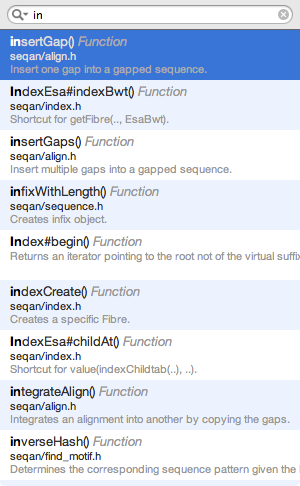 in
insertGap() Function
seqan/align.h
Insert one gap into a gapped sequence.
IndexEsa#indexBwt() Function
seqan/index.h
Shortcut for getFibre(.., EsaBwt).
insertGaps() Function
seqan/align.h
Insert multiple gaps into a gapped sequence.
infixWithLength() Function
seqan/sequence.h
Creates infix object.
Index#begin() Function
Returns an iterator pointing to the root not of the virtual suffix
indexCreate() Function
seqan/index.h
Creates a specific Fibre.
IndexEsa#childAt() Function
seqan/index.h
Shortcut for value(indexChildtab(..), ..).
integrateAlign() Function
seqan/align.h
Integrates an alignment into another by copying the gaps.
inverseHash() Function
seqan/find_motif.h
Determines the corresponding sequence pattern given the